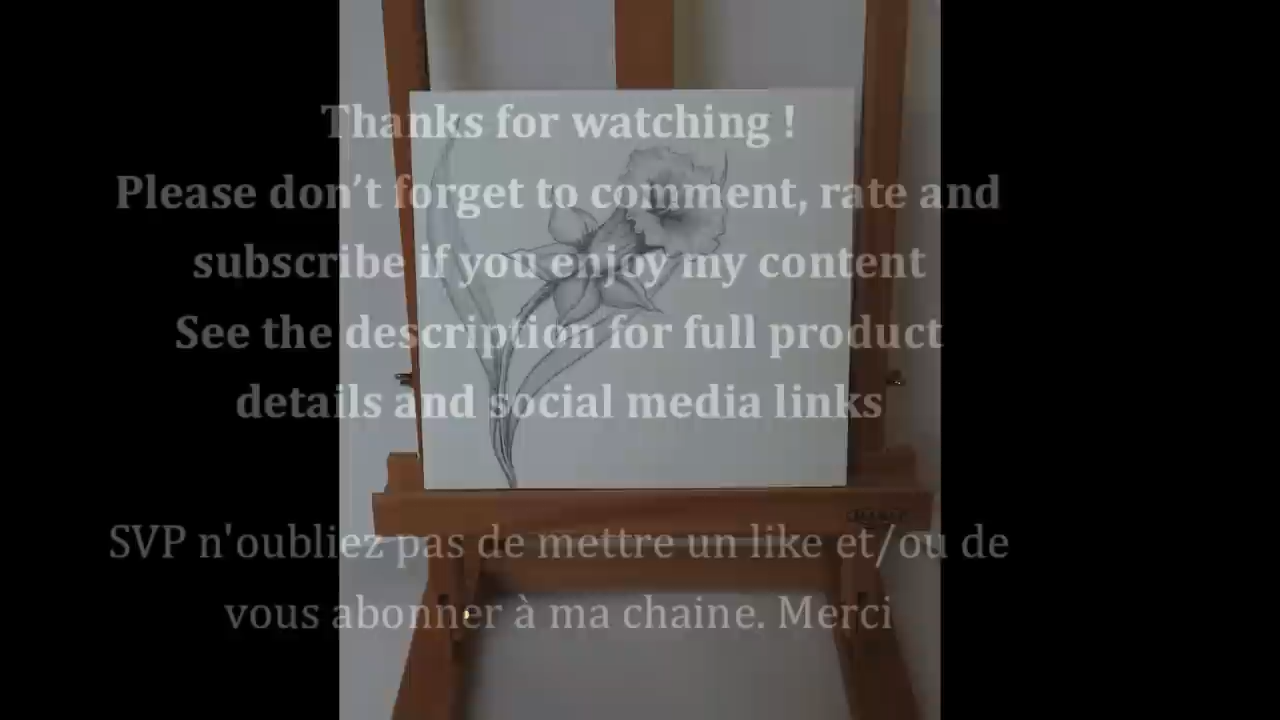 Thanks for watching !
Please don’t forget to comment, rate and
subscribe if you enjoy my content
See the description for full product
details and social media links
SVP n'oubliez pas de mettre un like et/ou de
vous abonner à ma chaine. Merci